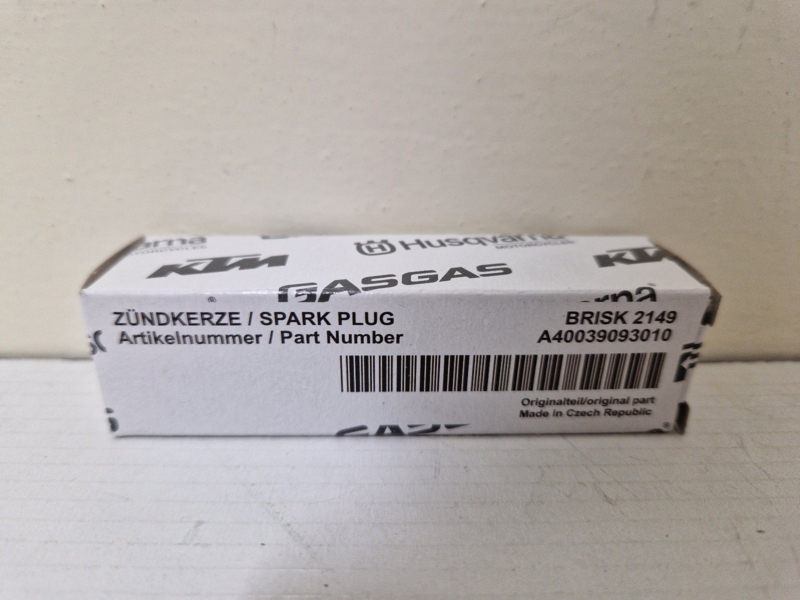 Husqvarna
MOTORCYCLES
KTM
GASGAS
ZÜNDKERZE / SPARK PLUG
BRISK 2149
Artikelnummer / Part Number
A40039093010
Originalteil/original part
Made in Czech Republic